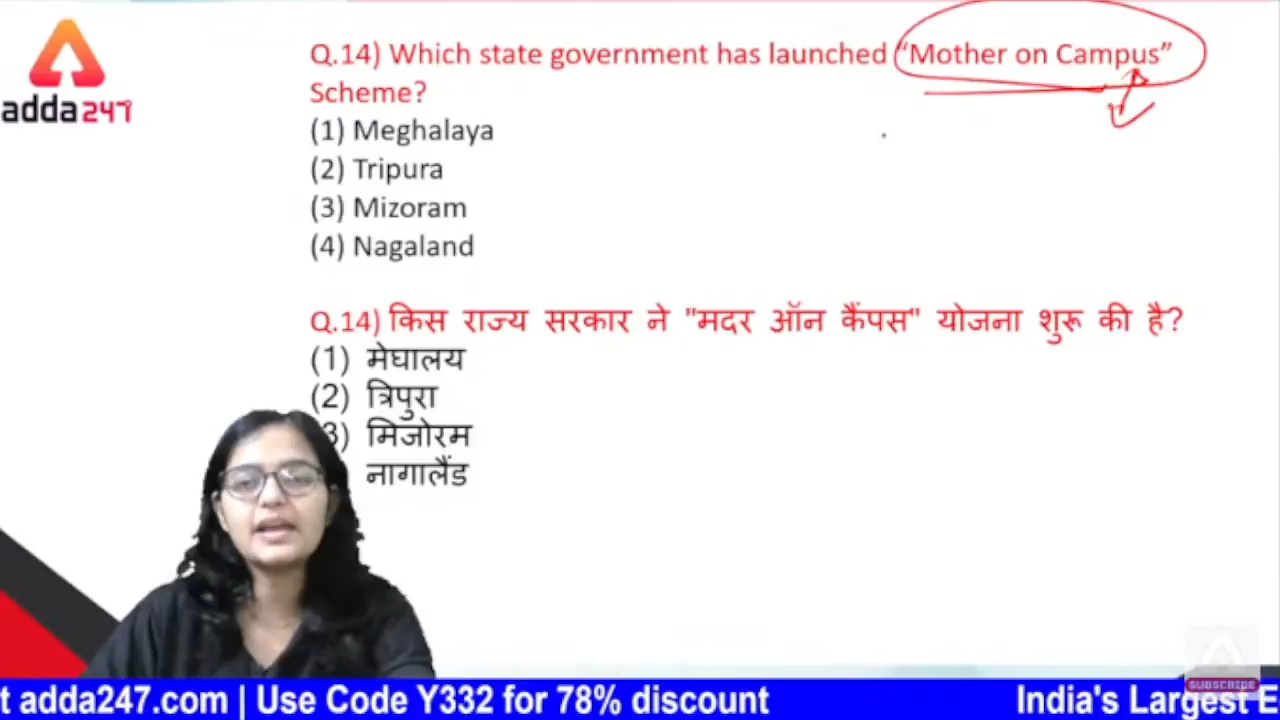 Q.14) Which state government has launched “Mother on Campus”
Scheme?
(1) Meghalaya
(2) Tripura
(3) Mizoram
(4) Nagaland
Q.14) किस राज्य सरकार ने "मदर ऑन कैंपस" योजना शुरू की है?
(1) मेघालय
(2) त्रिपुरा
3) मिजोरम
नागालैंड
adda247
t adda247.com | Use Code Y332 for 78% discount
India's Largest E
SUBSCRIBE